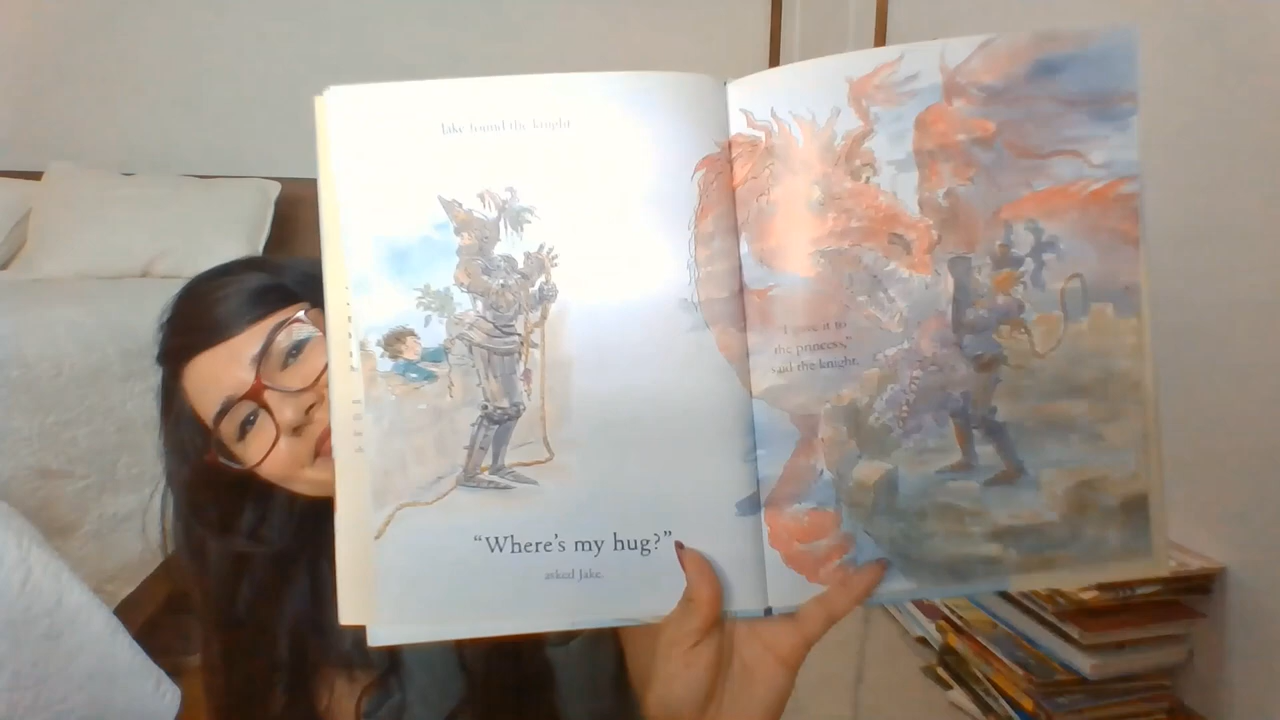 Jake found the knight.
“Where’s my hug?”
asked Jake.
“I gave it to
the princess,”
said the knight.